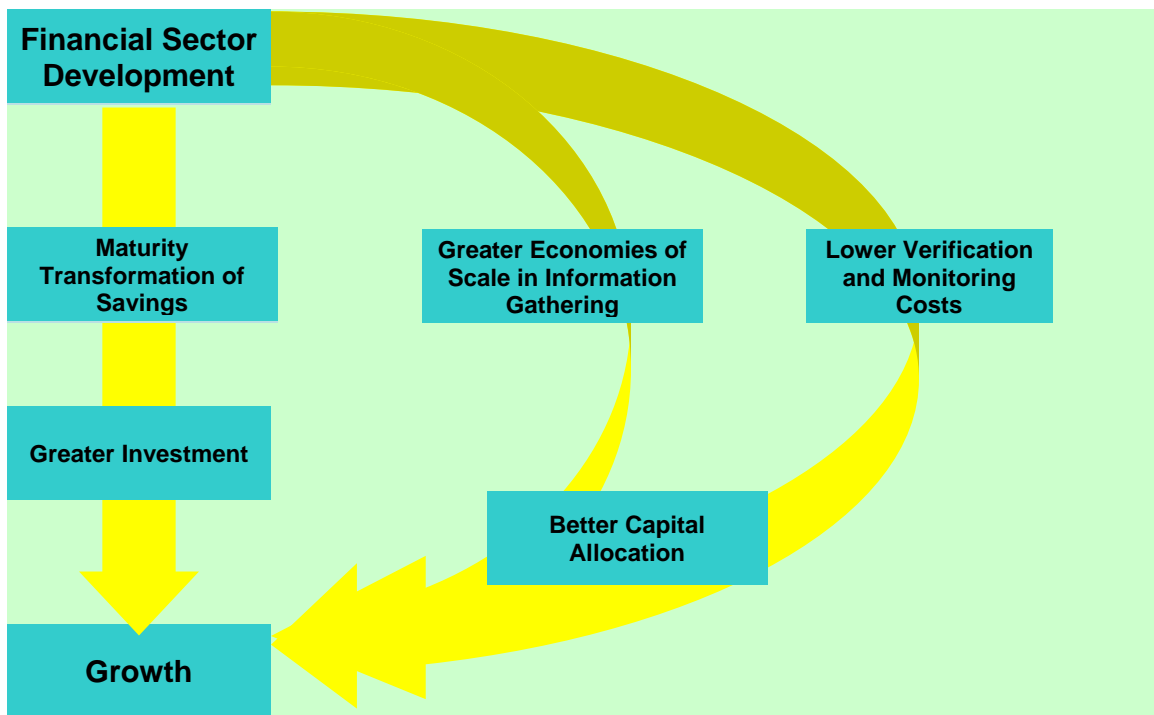 Financial Sector
Development
Maturity
Transformation of
Savings
Greater Economies of
Scale in Information
Gathering
Lower Verification
and Monitoring
Costs
Greater Investment
Better Capital
Allocation
Growth